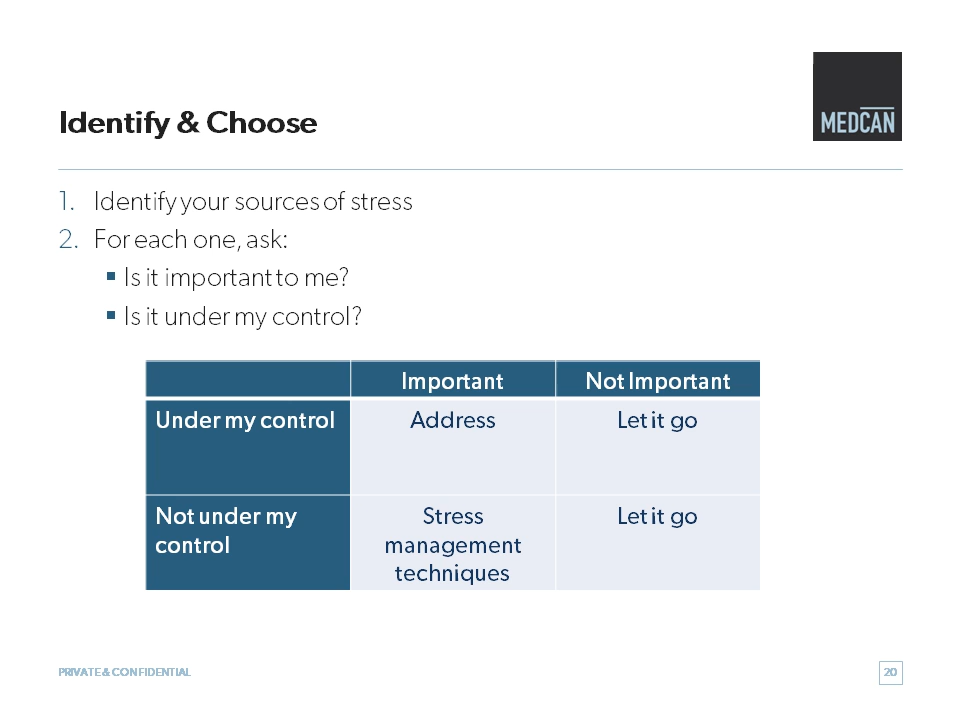 MEDCAN
Identify & Choose
1. Identify your sources of stress
2. For each one, ask:
▪ Is it important to me?
▪ Is it under my control?
Important Not Important
Under my control Address Let it go
Not under my
control
Stress
management
techniques
Let it go
PRIVATE & CONFIDENTIAL 20